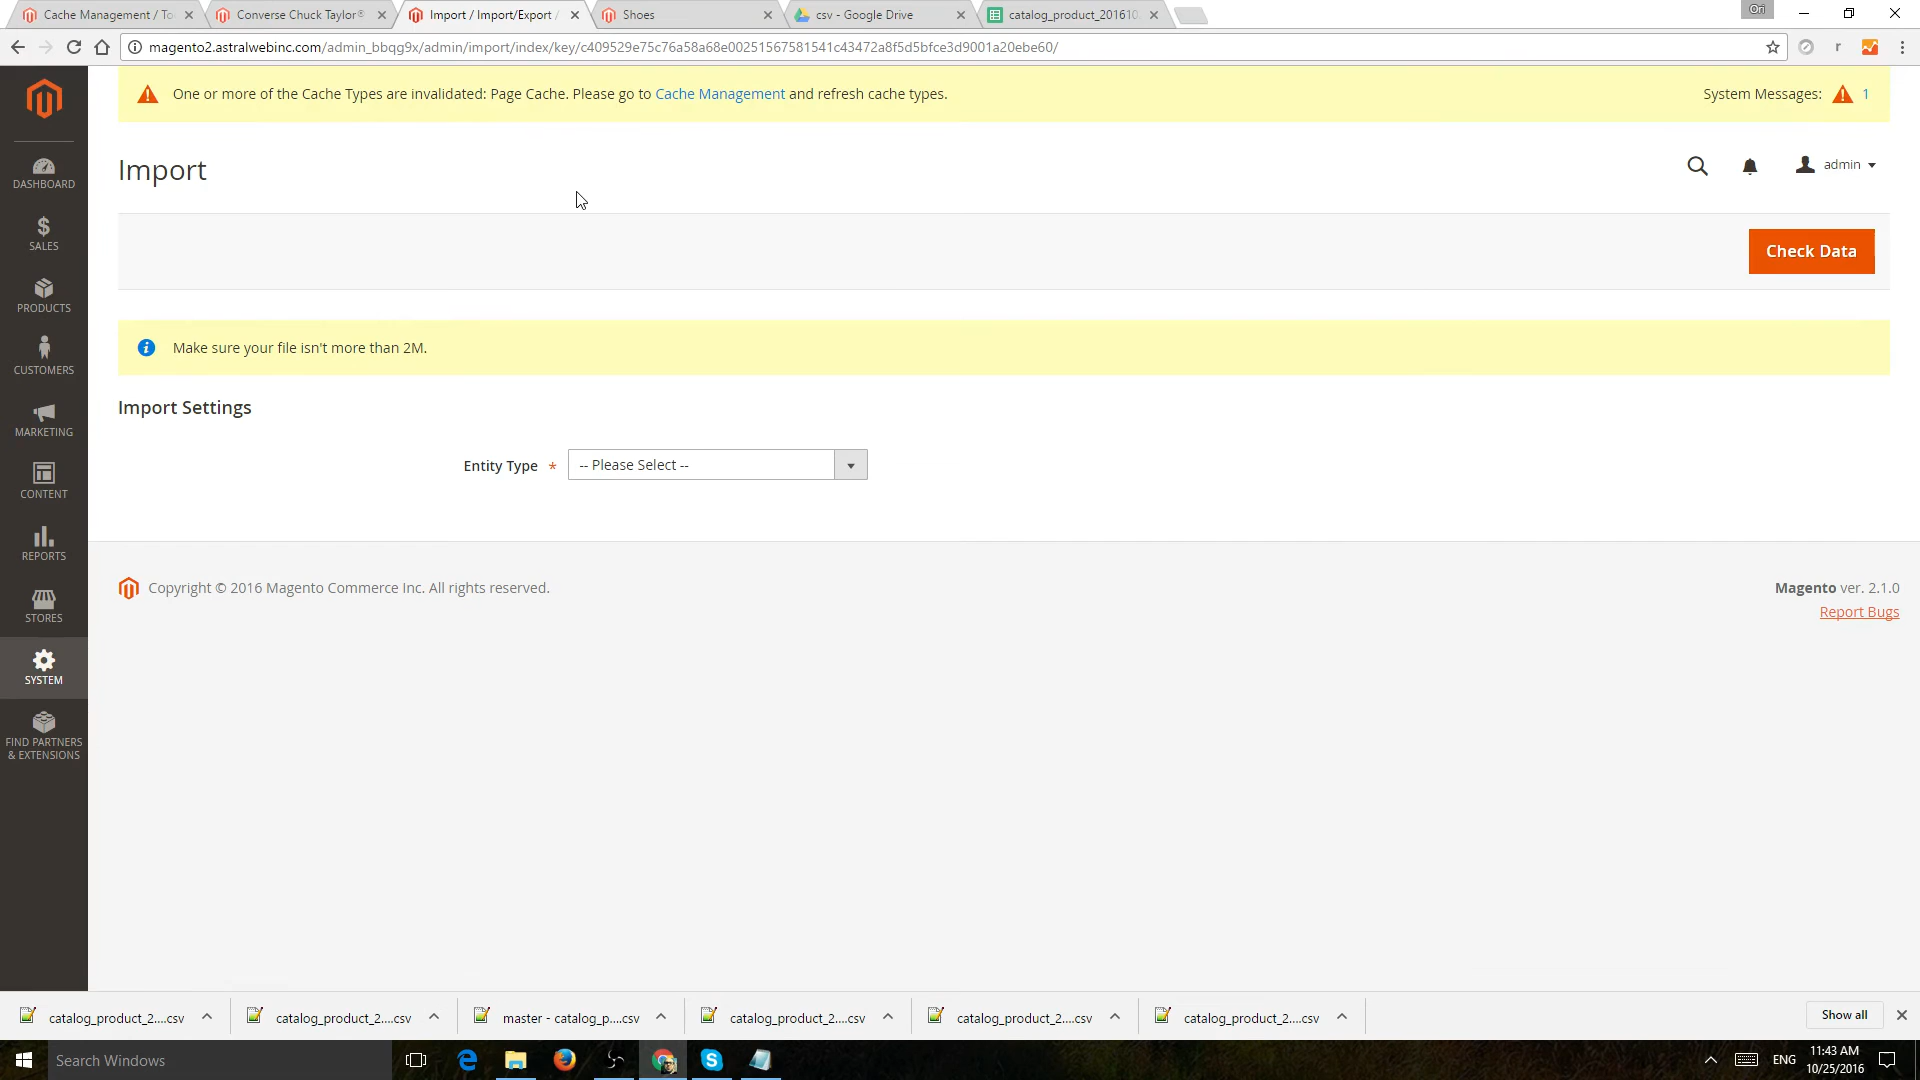 Cache Management / To
Converse Chuck Taylor®
Import / Import/Export /
Shoes
csv - Google Drive
catalog_product_201610
Ori
magento2.astralwebinc.com/admin_bbqg9x/admin/import/index/key/c409529e75c76a58a68e00251567581541c43472a8f5d5bfce3d9001a20ebe60/
r
One or more of the Cache Types are invalidated: Page Cache. Please go to Cache Management and refresh cache types.
System Messages: 1
Import
admin
Check Data
Make sure your file isn't more than 2M.
Import Settings
Entity Type *
-- Please Select --
DASHBOARD
$
SALES
PRODUCTS
CUSTOMERS
MARKETING
CONTENT
REPORTS
STORES
SYSTEM
FIND PARTNERS
& EXTENSIONS
Copyright © 2016 Magento Commerce Inc. All rights reserved.
Magento ver. 2.1.0
Report Bugs
catalog_product_2....csv
catalog_product_2....csv
master - catalog_p....csv
catalog_product_2....csv
catalog_product_2....csv
catalog_product_2....csv
Show all
Search Windows
ENG
11:43 AM
10/25/2016